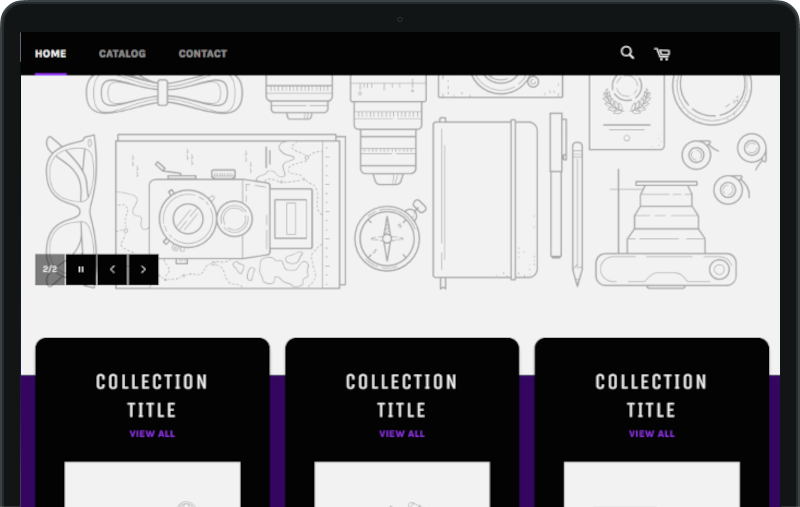 HOME CATALOG CONTACT
2/2
COLLECTION
TITLE
VIEW ALL
COLLECTION
TITLE
VIEW ALL
COLLECTION
TITLE
VIEW ALL